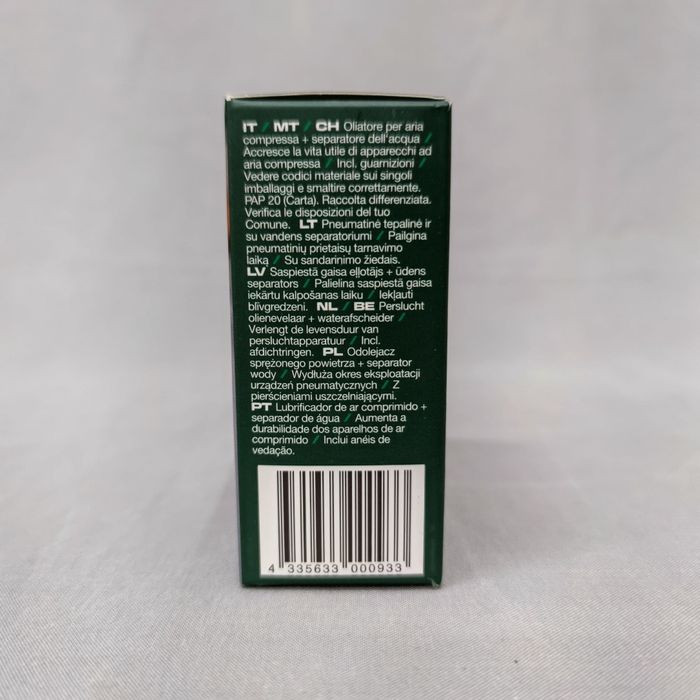 IT / MT / CH Oliatore per aria
compressa + separatore dell'acqua /
Accresce la vita utile di apparecchi ad
aria compressa / Incl. guarnizioni /
Vedere codici materiale sui singoli
imballaggi e smaltire correttamente.
PAP 20 (Carta). Raccolta differenziata.
Verifica le disposizioni del tuo
Comune. LT Pneumatinė tepalinė ir
su vandens separatoriumi / Pailgina
pneumatinių prietaisų tarnavimo
laiką / Su sandarinimo žiedais.
LV Saspiestā gaisa eļļotājs + ūdens
separators / Palielina saspiestā gaisa
iekārtu kalpošanas laiku / Iekļauti
blīvgredzeni. NL / BE Perslucht
olienevelaar + waterafscheider /
Verlengt de levensduur van
persluchtapparatuur / Incl.
afdichtringen. PL Odolejacz
sprężonego powietrza + separator
wody / Wydłuża okres eksploatacji
urządzeń pneumatycznych / Z
pierścieniami uszczelniającymi.
PT Lubrificador de ar comprimido +
separador de água / Aumenta a
durabilidade dos aparelhos de ar
comprimido / Inclui anéis de
vedação.
4 335633 000933